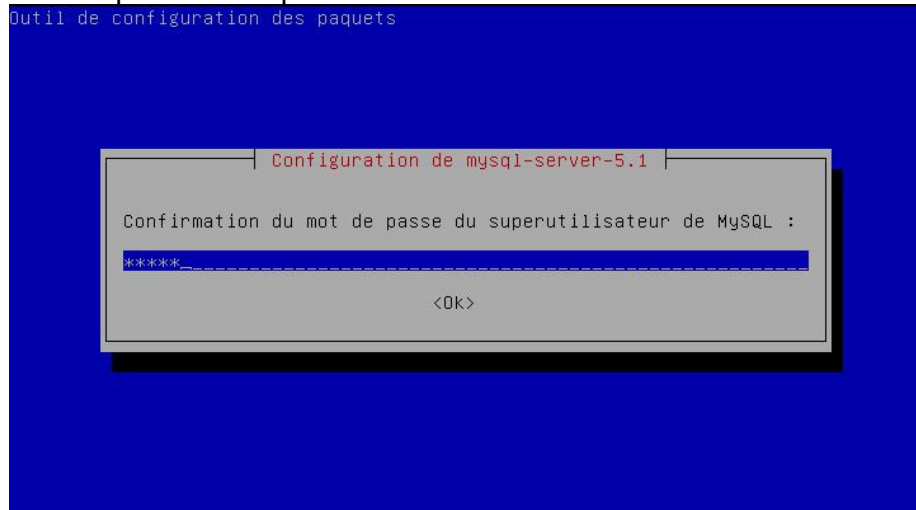 Outil de configuration des paquets
Configuration de mysql-server-5.1
Confirmation du mot de passe du superutilisateur de MySQL :
*****_
<Ok>